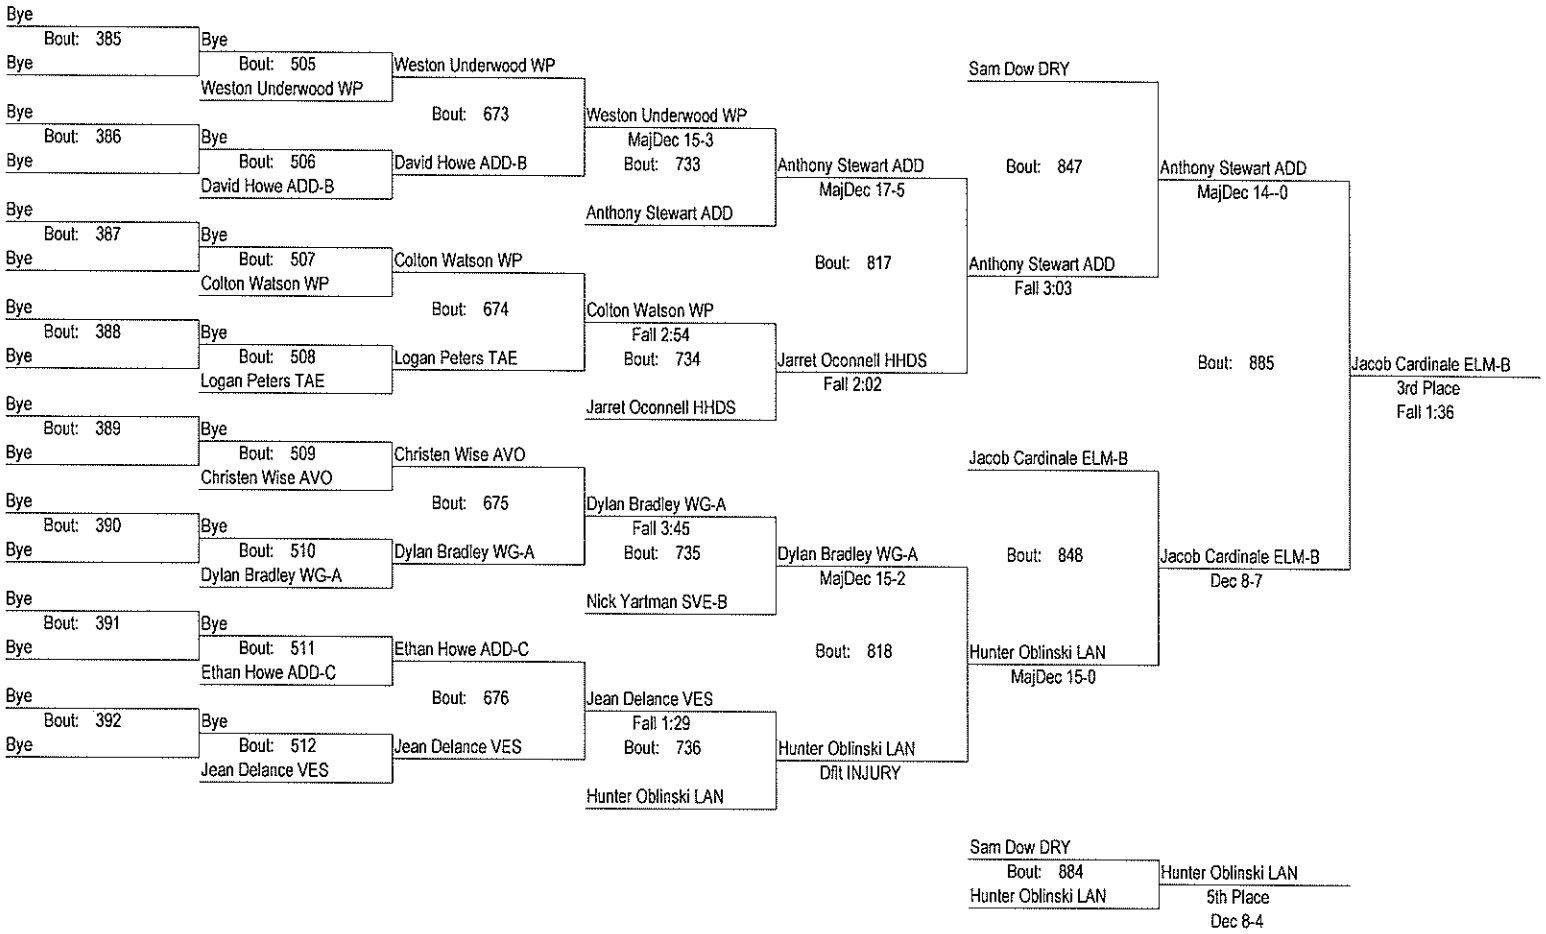 Bye
Bout: 385
Bye
Bye
Bout: 505
Weston Underwood WP
Bye
Bout: 386
Bye
Bye
Bout: 506
David Howe ADD-B
Bye
Bout: 387
Bye
Bye
Bout: 507
Colton Watson WP
Bye
Bout: 388
Bye
Bye
Bout: 508
Logan Peters TAE
Bye
Bout: 389
Bye
Bye
Bout: 509
Christen Wise AVO
Bye
Bout: 390
Bye
Bye
Bout: 510
Dylan Bradley WG-A
Bye
Bout: 391
Bye
Bye
Bout: 511
Ethan Howe ADD-C
Bye
Bout: 392
Bye
Bye
Bout: 512
Jean Delance VES
Weston Underwood WP
Bout: 673
David Howe ADD-B
Colton Watson WP
Bout: 674
Logan Peters TAE
Christen Wise AVO
Bout: 675
Dylan Bradley WG-A
Ethan Howe ADD-C
Bout: 676
Jean Delance VES
Weston Underwood WP
MajDec 15-3
Bout: 733
Anthony Stewart ADD
Colton Watson WP
Fall 2:54
Bout: 734
Jarret Oconnell HHDS
Dylan Bradley WG-A
Fall 3:45
Bout: 735
Nick Yartman SVE-B
Jean Delance VES
Fall 1:29
Bout: 736
Hunter Oblinski LAN
Anthony Stewart ADD
MajDec 17-5
Bout: 817
Jarret Oconnell HHDS
Fall 2:02
Dylan Bradley WG-A
MajDec 15-2
Bout: 818
Hunter Oblinski LAN
Dflt INJURY
Sam Dow DRY
Bout: 847
Anthony Stewart ADD
Fall 3:03
Jacob Cardinale ELM-B
Bout: 848
Hunter Oblinski LAN
MajDec 15-0
Anthony Stewart ADD
MajDec 14--0
Bout: 885
Jacob Cardinale ELM-B
Dec 8-7
Jacob Cardinale ELM-B
3rd Place
Fall 1:36
Sam Dow DRY
Bout: 884
Hunter Oblinski LAN
Hunter Oblinski LAN
5th Place
Dec 8-4